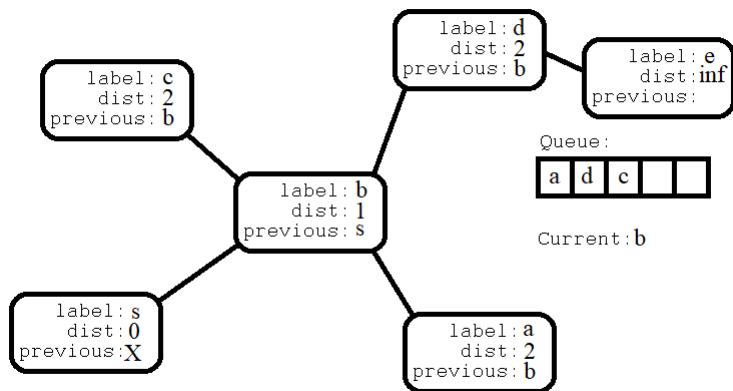 label: d
dist: 2
previous: b
label: e
dist: inf
previous:
label: c
dist: 2
previous: b
Queue:
a d c
label: b
dist: 1
previous: s
Current: b
label: s
dist: 0
previous: X
label: a
dist: 2
previous: b